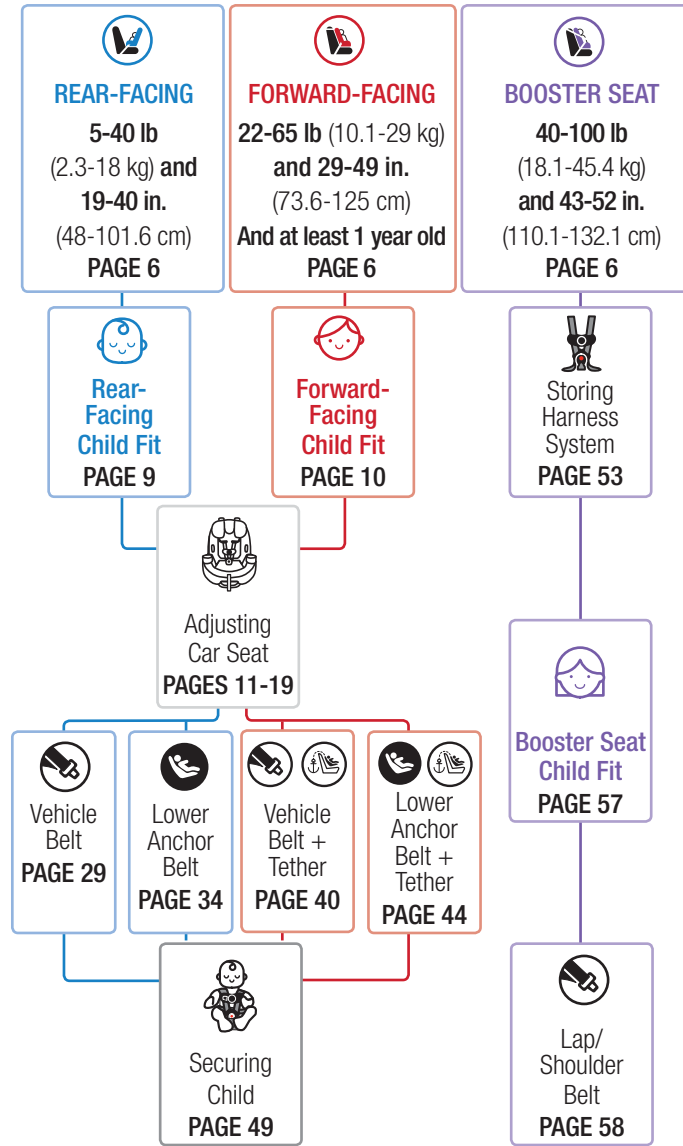 REAR-FACING
5-40 lb
(2.3-18 kg) and
19-40 in.
(48-101.6 cm)
PAGE 6
FORWARD-FACING
22-65 lb (10.1-29 kg)
and 29-49 in.
(73.6-125 cm)
And at least 1 year old
PAGE 6
BOOSTER SEAT
40-100 lb
(18.1-45.4 kg)
and 43-52 in.
(110.1-132.1 cm)
PAGE 6
Rear-
Facing
Child Fit
PAGE 9
Forward-
Facing
Child Fit
PAGE 10
Storing
Harness
System
PAGE 53
Adjusting
Car Seat
PAGES 11-19
Booster Seat
Child Fit
PAGE 57
Vehicle
Belt
PAGE 29
Lower
Anchor
Belt
PAGE 34
Vehicle
Belt +
Tether
PAGE 40
Lower
Anchor
Belt +
Tether
PAGE 44
Securing
Child
PAGE 49
Lap/
Shoulder
Belt
PAGE 58